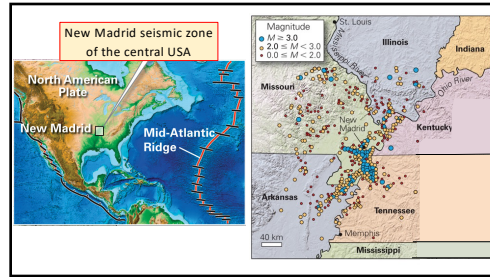 New Madrid seismic zone
of the central USA
North American
Plate
New Madrid
Mid-Atlantic
Ridge
Magnitude
M ≥ 3.0
2.0 ≤ M < 3.0
0.0 ≤ M < 2.0
St. Louis
Mississippi River
Illinois
Indiana
Ohio River
Missouri
New
Madrid
Kentucky
Arkansas
Tennessee
Memphis
40 km
Mississippi